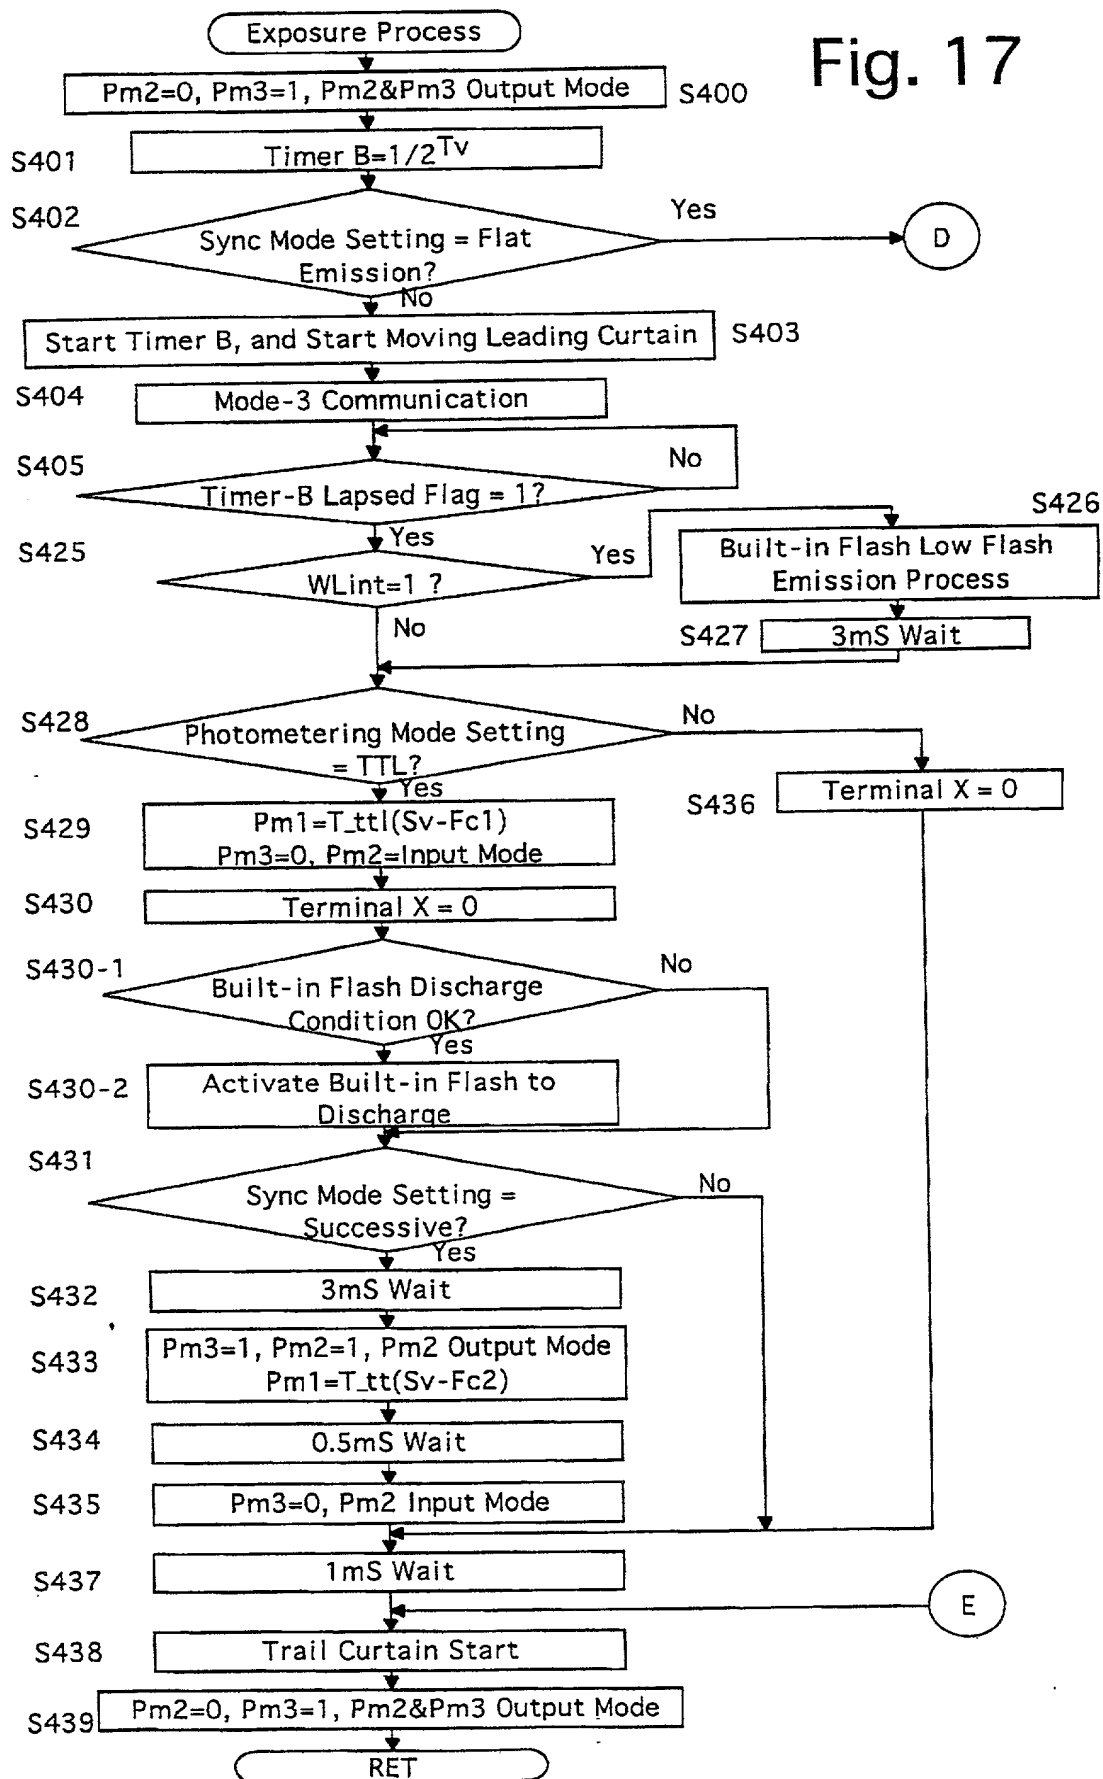 Exposure Process
Fig. 17
Pm2=0, Pm3=1, Pm2&Pm3 Output Mode
S400
S401
Timer B=1/2^Tv
S402
Yes
Sync Mode Setting = Flat
Emission?
D
No
Start Timer B, and Start Moving Leading Curtain
S403
S404
Mode-3 Communication
S405
No
Timer-B Lapsed Flag = 1?
S426
Yes
S425
Yes
Built-in Flash Low Flash
Emission Process
WLint=1 ?
No
S427
3mS Wait
S428
No
Photometering Mode Setting
= TTL?
Yes
S436
Terminal X = 0
S429
Pm1=T_ttl(Sv-Fc1)
Pm3=0, Pm2=Input Mode
S430
Terminal X = 0
S430-1
No
Built-in Flash Discharge
Condition OK?
Yes
S430-2
Activate Built-in Flash to
Discharge
S431
No
Sync Mode Setting =
Successive?
Yes
S432
3mS Wait
S433
Pm3=1, Pm2=1, Pm2 Output Mode
Pm1=T_tt(Sv-Fc2)
S434
0.5mS Wait
S435
Pm3=0, Pm2 Input Mode
S437
1mS Wait
E
S438
Trail Curtain Start
S439
Pm2=0, Pm3=1, Pm2&Pm3 Output Mode
RET